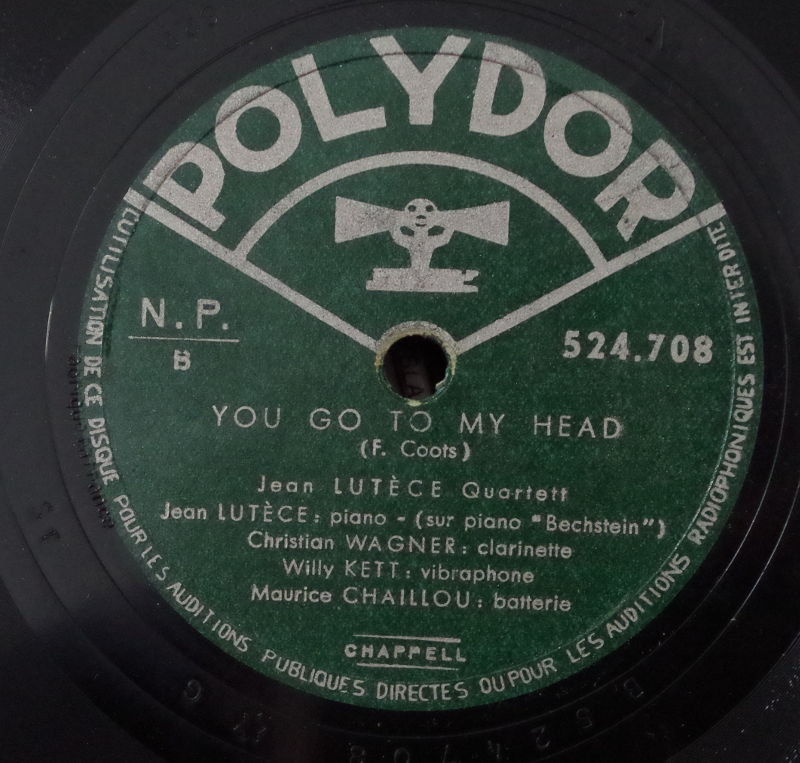 POLYDOR
N.P.
B
524.708
YOU GO TO MY HEAD
(F. Coots)
Jean LUTÈCE Quartett
Jean LUTÈCE : piano - (sur piano "Bechstein")
Christian WAGNER : clarinette
Willy KETT : vibraphone
Maurice CHAILLOU : batterie
CHAPPELL
L'UTILISATION DE CE DISQUE POUR LES AUDITIONS PUBLIQUES DIRECTES OU POUR LES AUDITIONS RADIOPHONIQUES EST INTERDITE